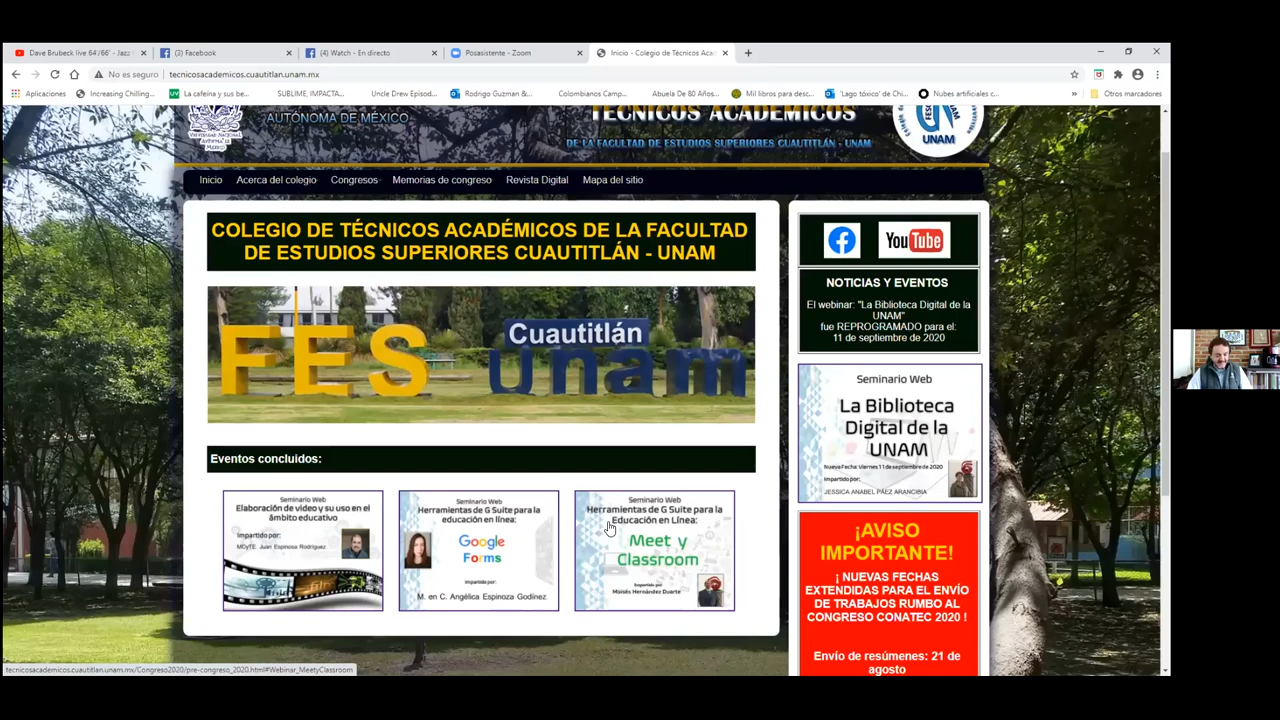 Dave Brubeck live 64'/66' - Jazz
(3) Facebook
(4) Watch - En directo
Posasistente - Zoom
Inicio - Colegio de Técnicos Aca
No es seguro
tecnicosacademicos.cuautitlan.unam.mx
Aplicaciones
Increasing Chilling...
La cafeína y sus be...
SUBLIME, IMPACTA...
Uncle Drew Episod...
Rodrigo Guzman &...
Colombianos Camp...
Abuela De 80 Años...
Mil libros para desc...
'Lago tóxico' de Chi...
Nubes artificiales c...
»
Otros marcadores
AUTÓNOMA DE MÉXICO
TÉCNICOS ACADÉMICOS
DE LA FACULTAD DE ESTUDIOS SUPERIORES CUAUTITLÁN - UNAM
UNAM
Inicio
Acerca del colegio
Congresos
Memorias de congreso
Revista Digital
Mapa del sitio
COLEGIO DE TÉCNICOS ACADÉMICOS DE LA FACULTAD
DE ESTUDIOS SUPERIORES CUAUTITLÁN - UNAM
FES
Cuautitlán
unam
Eventos concluidos:
Seminario Web
Elaboración de video y su uso en el
ámbito educativo
Impartido por:
MOyTE. Juan Espinosa Rodríguez
Seminario Web
Herramientas de G Suite para la
educación en línea:
Google
Forms
Impartido por:
M. en C. Angélica Espinoza Godínez
Seminario Web
Herramientas de G Suite para la
Educación en Línea:
Meet y
Classroom
Impartido por
Moisés Hernández Duarte
You Tube
NOTICIAS Y EVENTOS
El webinar: "La Biblioteca Digital de la
UNAM"
fue REPROGRAMADO para el:
11 de septiembre de 2020
Seminario Web
La Biblioteca
Digital de la
UNAM
Nueva Fecha: Viernes 11 de septiembre de 2020
Impartido por:
JESSICA ANABEL PÁEZ ARANCIBIA
¡AVISO
IMPORTANTE!
¡ NUEVAS FECHAS
EXTENDIDAS PARA EL ENVÍO
DE TRABAJOS RUMBO AL
CONGRESO CONATEC 2020 !
Envío de resúmenes: 21 de
agosto
tecnicosacademicos.cuautitlan.unam.mx/Congreso2020/pre-congreso_2020.html#Webinar_MeetyClassroom